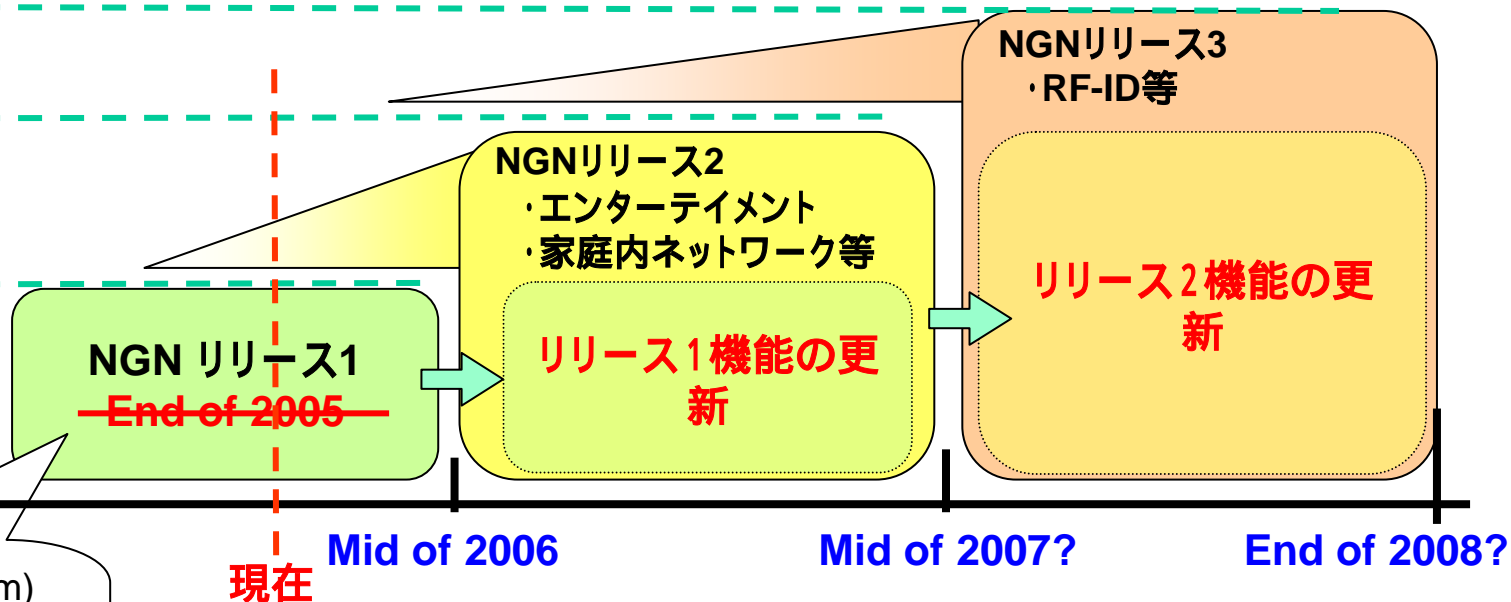 NGNリリース3
・RF-ID等
NGNリリース2
・エンターテイメント
・家庭内ネットワーク等
リリース2機能の更
新
NGN リリース1
End of 2005
リリース1機能の更
新
Mid of 2006
Mid of 2007?
End of 2008?
現在
m)